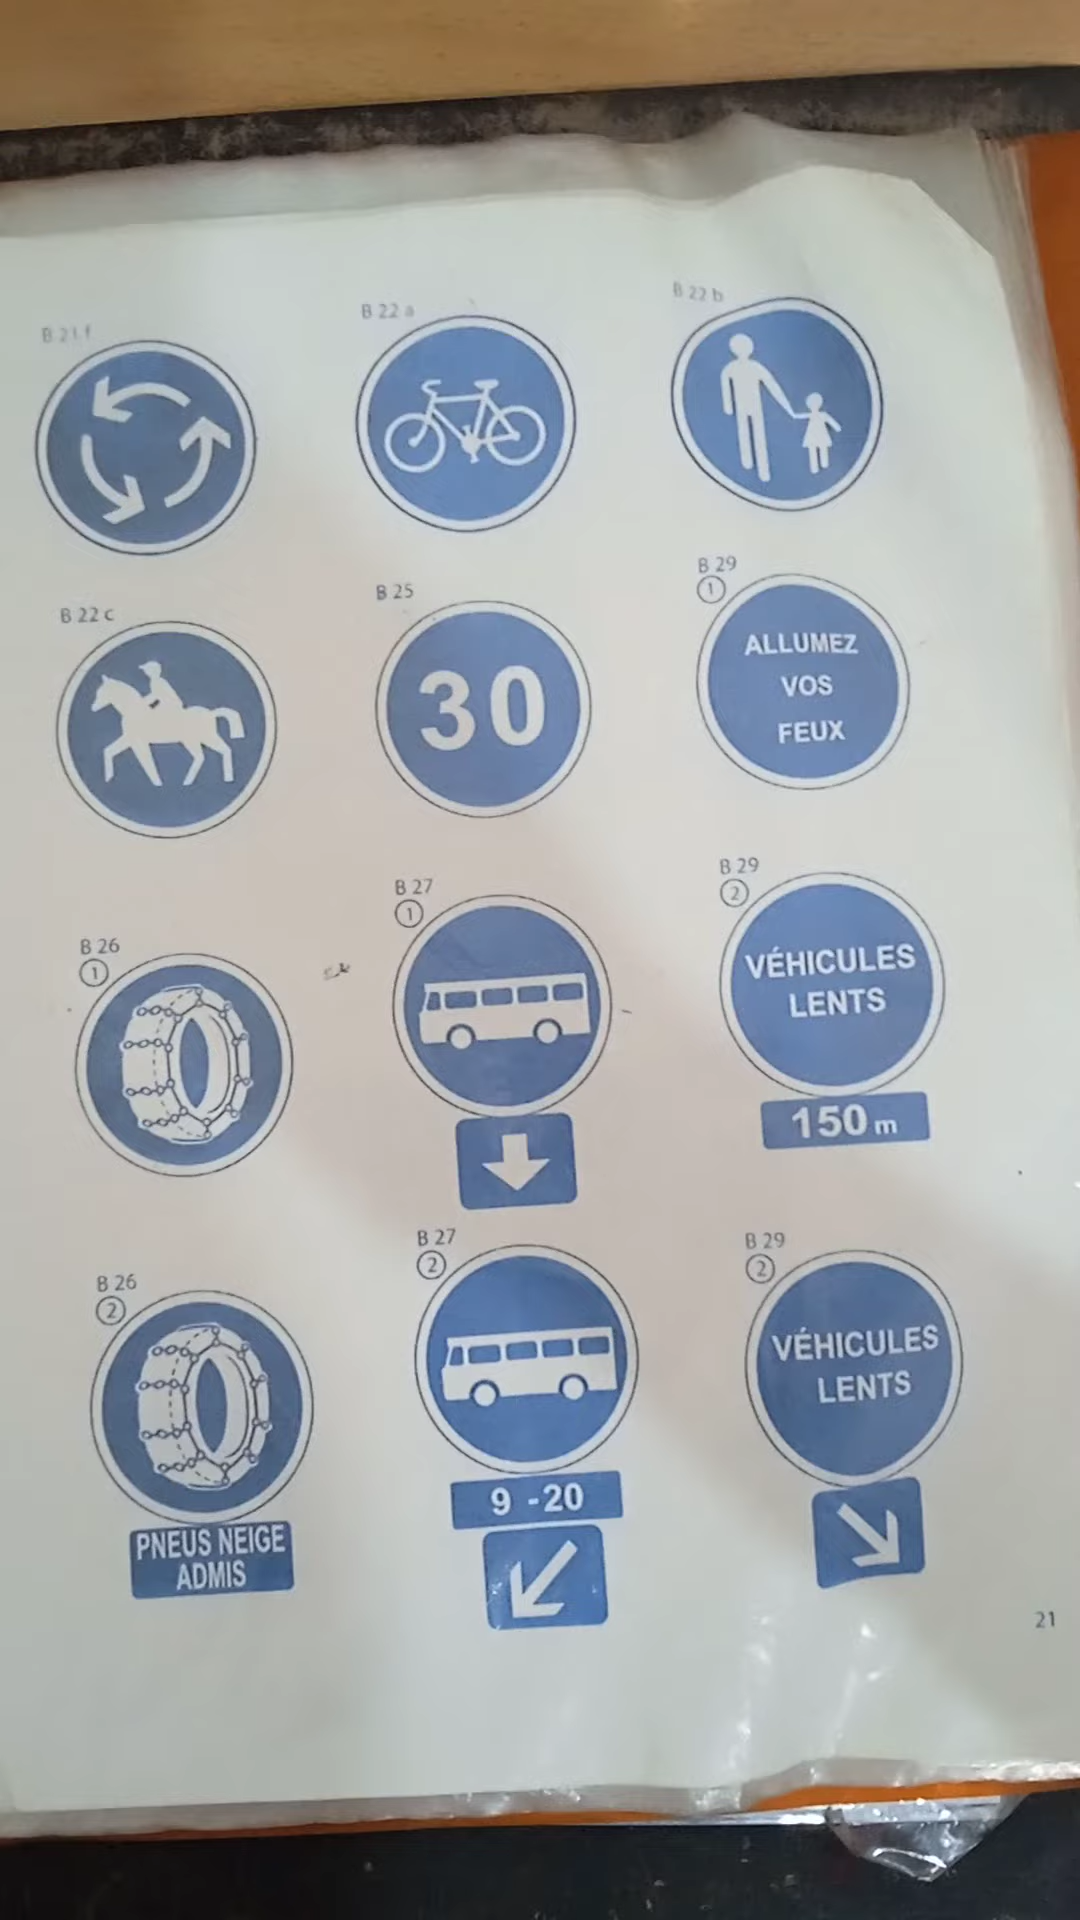 B 21 f
B 22 a
B 22 b
B 22 c
B 25
30
B 29
1
ALLUMEZ
VOS
FEUX
B 26
1
B 27
1
B 29
2
VÉHICULES
LENTS
150 m
B 26
2
PNEUS NEIGE
ADMIS
B 27
2
9 - 20
B 29
2
VÉHICULES
LENTS
21